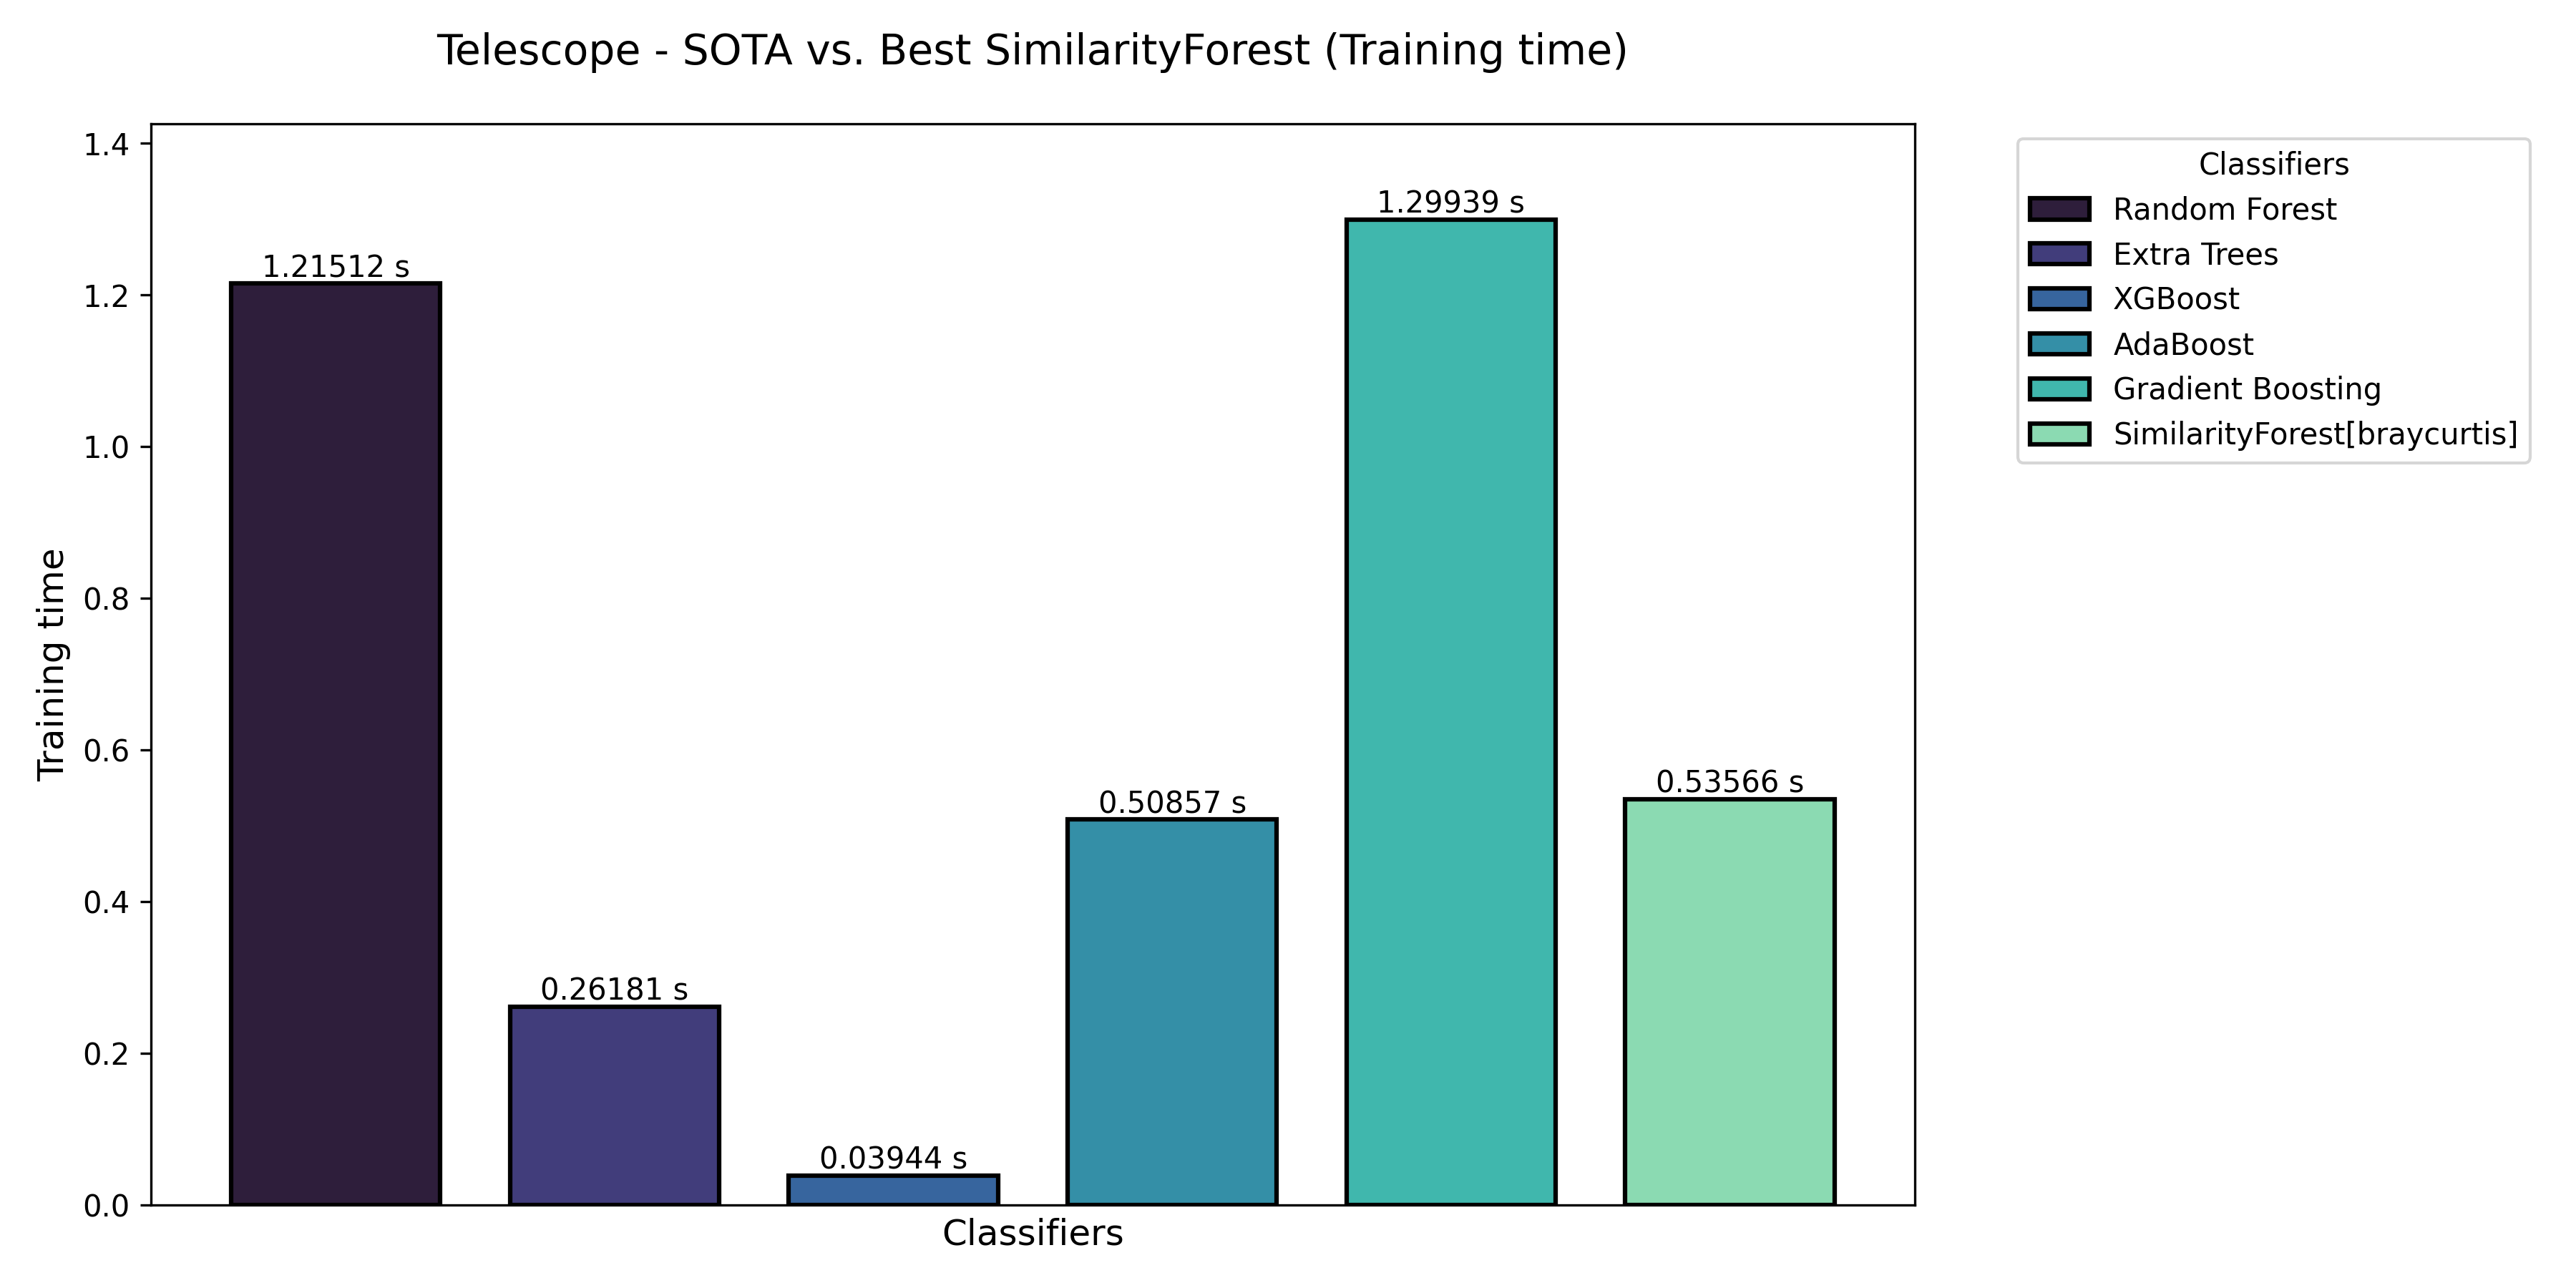 Telescope - SOTA vs. Best SimilarityForest (Training time)
Training time
1.4
1.2
1.0
0.8
0.6
0.4
0.2
0.0
1.21512 s
0.26181 s
0.03944 s
0.50857 s
1.29939 s
0.53566 s
Classifiers
Classifiers
Random Forest
Extra Trees
XGBoost
AdaBoost
Gradient Boosting
SimilarityForest[braycurtis]